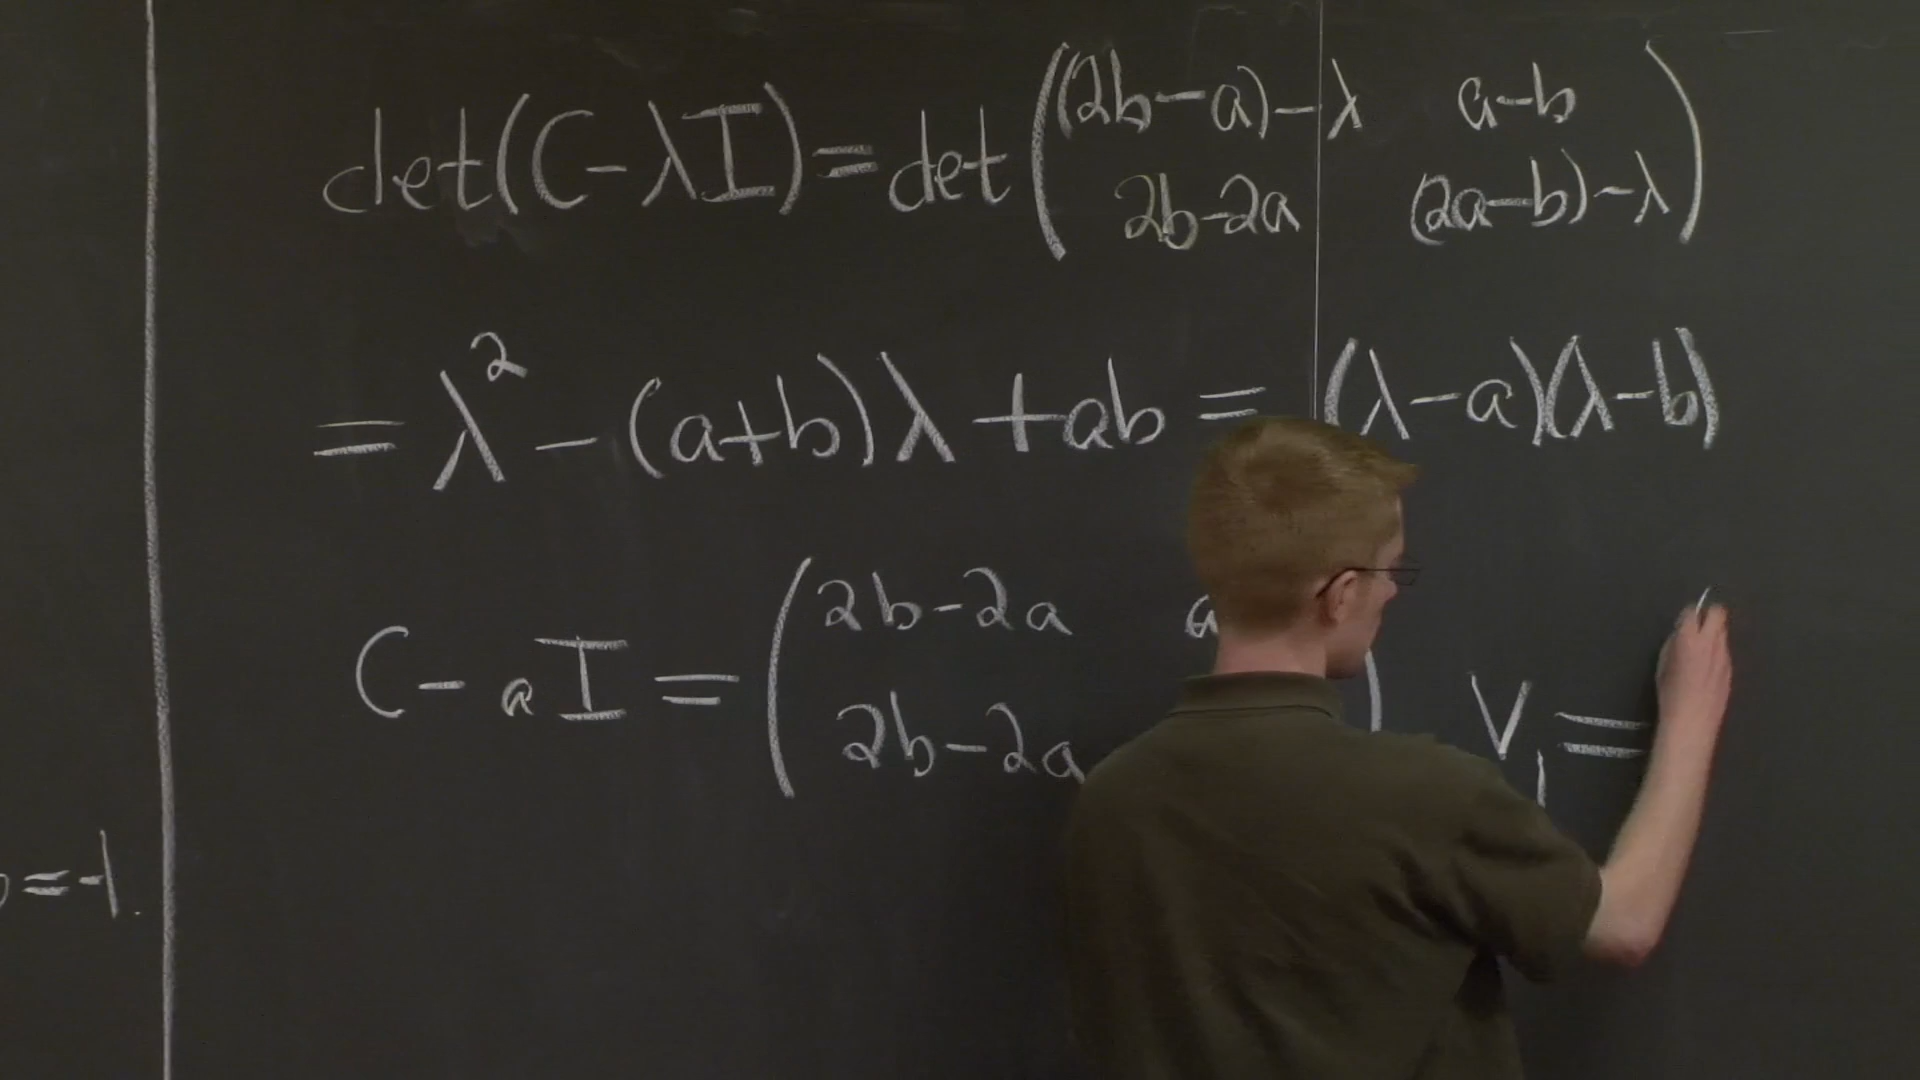 det(C-λI)=det((2b-a)-λ a-b
2b-2a (2a-b)-λ)
=λ²-(a+b)λ+ab=(λ-a)(λ-b)
C-aI=(2b-2a a
2b-2a ) V₁=(
=-1.